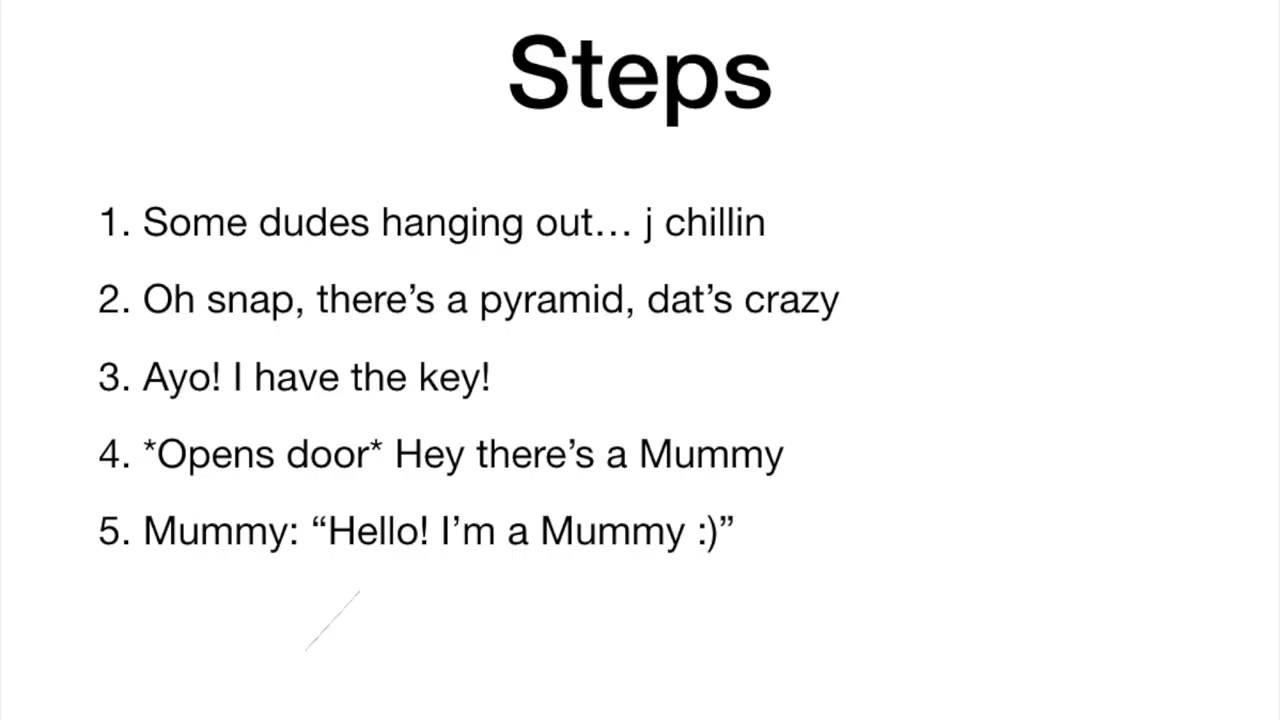 Steps
1. Some dudes hanging out… j chillin
2. Oh snap, there’s a pyramid, dat’s crazy
3. Ayo! I have the key!
4. *Opens door* Hey there’s a Mummy
5. Mummy: “Hello! I’m a Mummy :)”